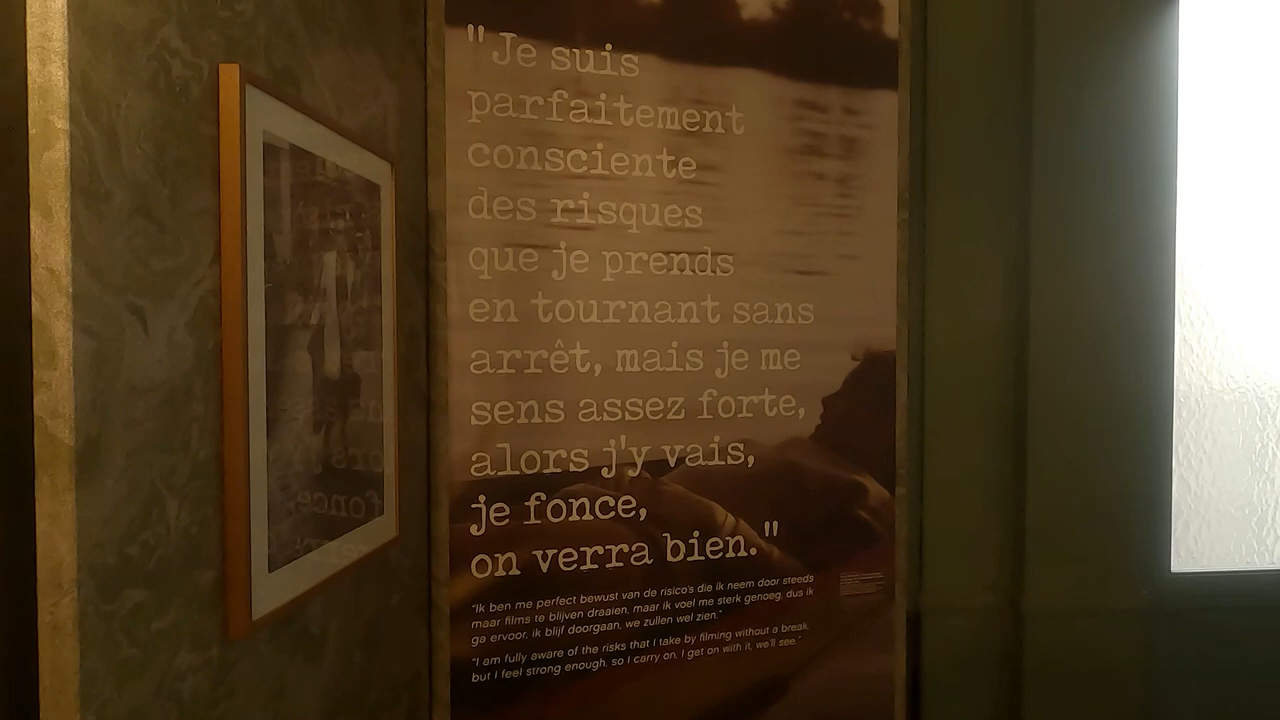 "Je suis
parfaitement
consciente
des risques
que je prends
en tournant sans
arrêt, mais je me
sens assez forte,
alors j'y vais,
je fonce,
on verra bien."
"Ik ben me perfect bewust van de risico's die ik neem door steeds
maar films te blijven draaien, maar ik voel me sterk genoeg, dus ik
ga ervoor, ik blijf doorgaan, we zullen wel zien."
"I am fully aware of the risks that I take by filming without a break,
but I feel strong enough, so I carry on, I get on with it, we'll see."